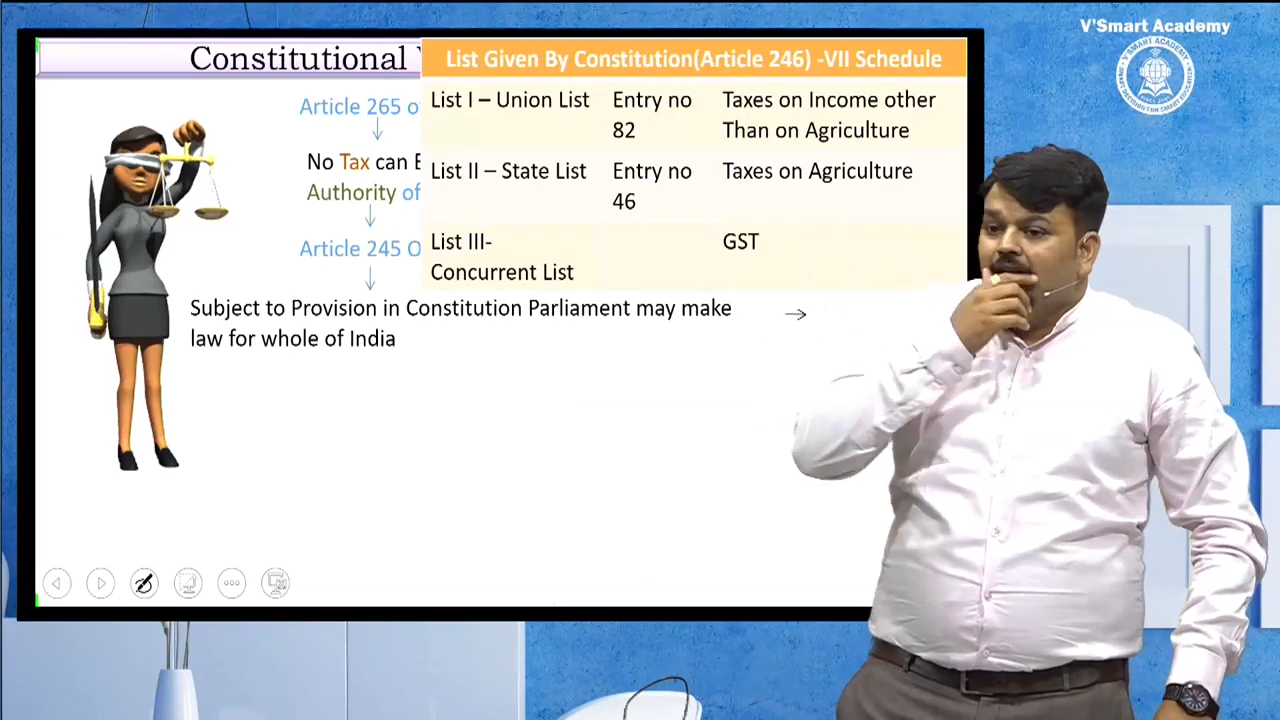 V'Smart Academy
V'SMART ACADEMY
Constitutional
List Given By Constitution(Article 246) -VII Schedule
Article 265 o
List I – Union List Entry no 82 Taxes on Income other Than on Agriculture
No Tax can
List II – State List Entry no 46 Taxes on Agriculture
Authority of
Article 245 O
List III- Concurrent List GST
Subject to Provision in Constitution Parliament may make
law for whole of India